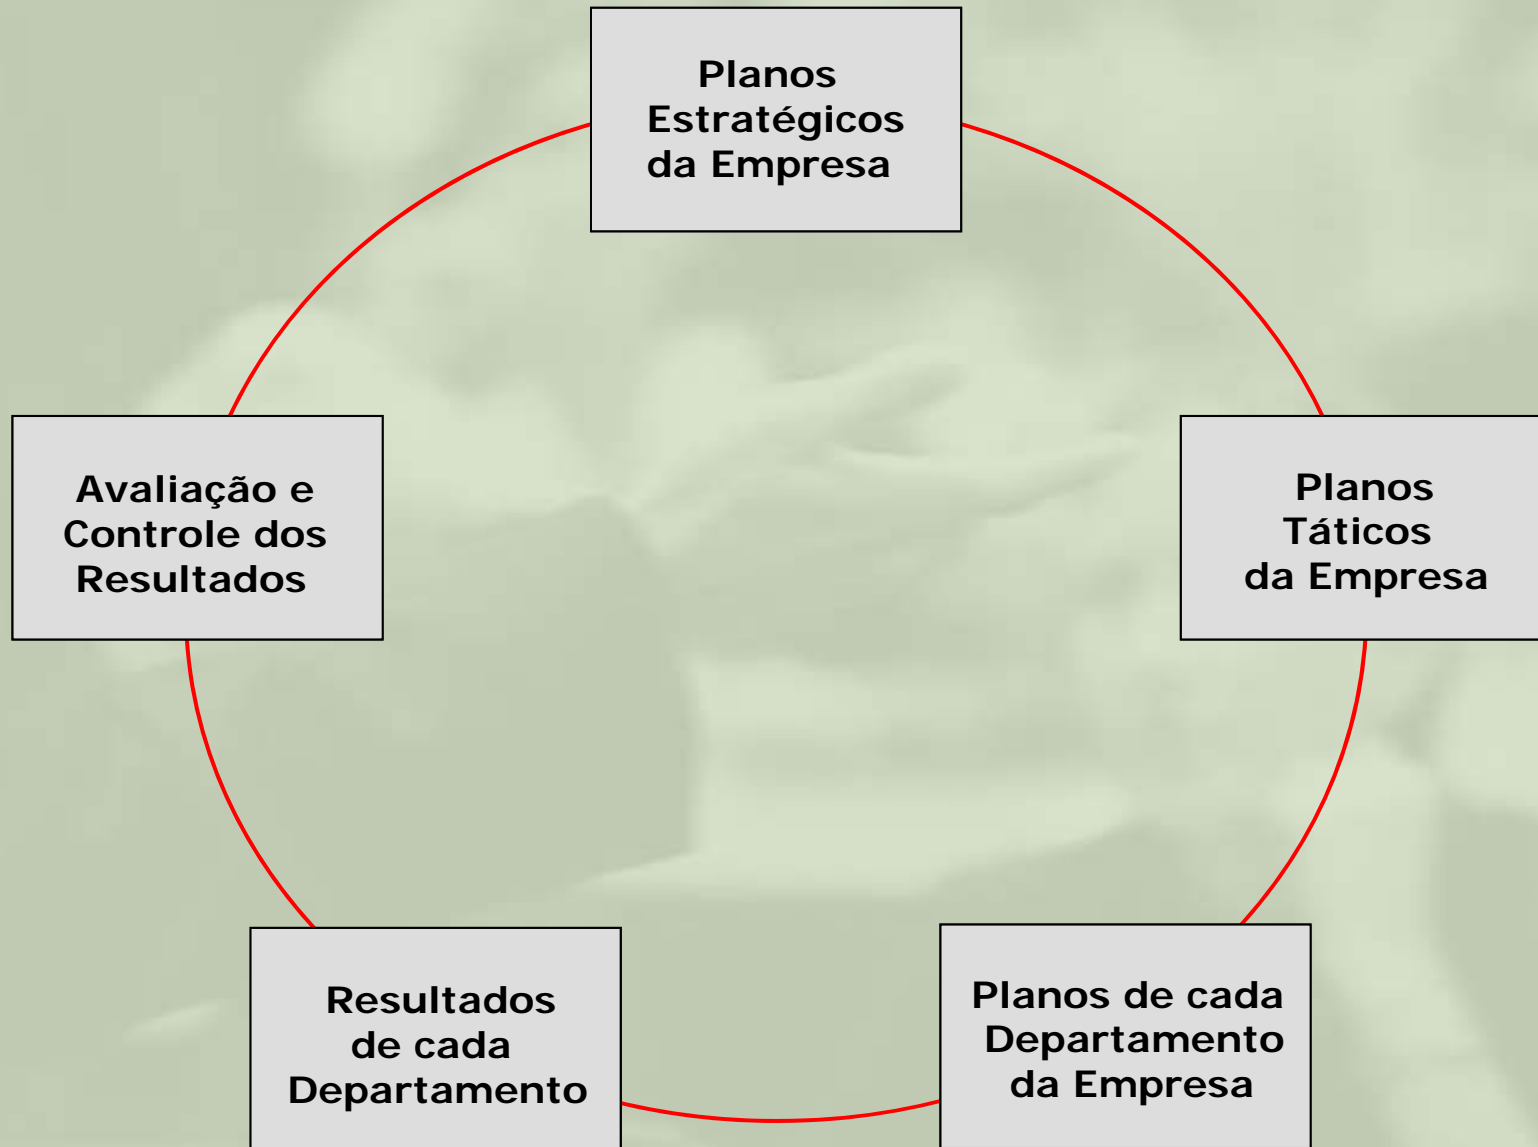 Planos
Estratégicos
da Empresa
Planos
Táticos
da Empresa
Planos de cada
Departamento
da Empresa
Resultados
de cada
Departamento
Avaliação e
Controle dos
Resultados